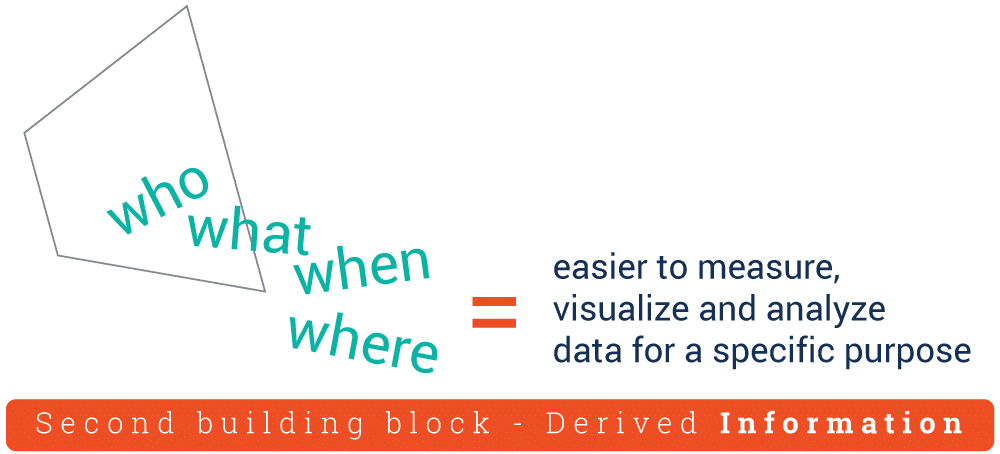 who
what
when
where
=
easier to measure,
visualize and analyze
data for a specific purpose
Second building block - Derived Information